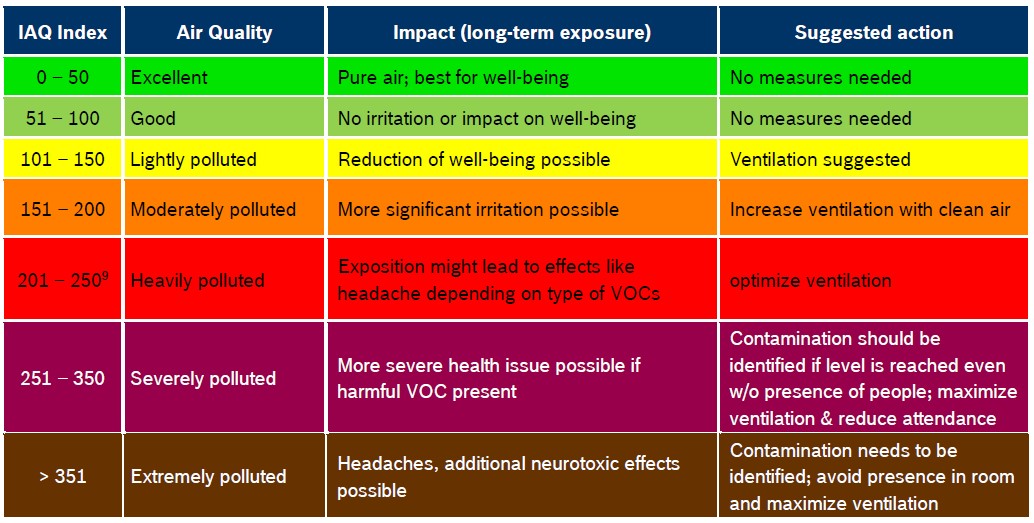 IAQ Index Air Quality Impact (long-term exposure) Suggested action
0 – 50 Excellent Pure air; best for well-being No measures needed
51 – 100 Good No irritation or impact on well-being No measures needed
101 – 150 Lightly polluted Reduction of well-being possible Ventilation suggested
151 – 200 Moderately polluted More significant irritation possible Increase ventilation with clean air
201 – 250⁹ Heavily polluted
Exposition might lead to effects like
headache depending on type of VOCs
optimize ventilation
251 – 350 Severely polluted
More severe health issue possible if
harmful VOC present
Contamination should be
identified if level is reached even
w/o presence of people; maximize
ventilation & reduce attendance
> 351 Extremely polluted
Headaches, additional neurotoxic effects
possible
Contamination needs to be
identified; avoid presence in room
and maximize ventilation